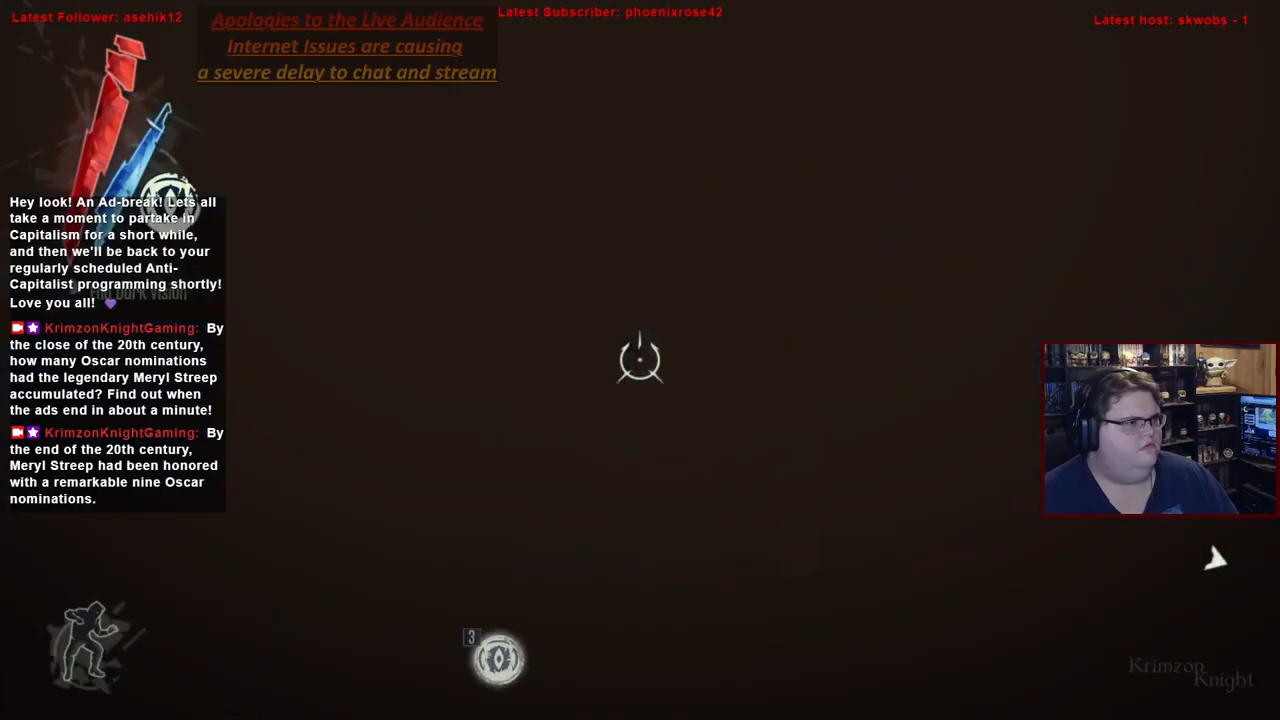 Latest Follower: asehik12
Apologies to the Live Audience
Internet Issues are causing
a severe delay to chat and stream
Latest Subscriber: phoenixrose42
Latest host: skwobs - 1
Hey look! An Ad-break! Lets all
take a moment to partake in
Capitalism for a short while,
and then we'll be back to your
regularly scheduled Anti-
Capitalist programming shortly!
End Dark Vision
Love you all! 💜
KrimzonKnightGaming: By
the close of the 20th century,
how many Oscar nominations
had the legendary Meryl Streep
accumulated? Find out when
the ads end in about a minute!
KrimzonKnightGaming: By
the end of the 20th century,
Meryl Streep had been honored
with a remarkable nine Oscar
nominations.
3
Krimzon
Knight